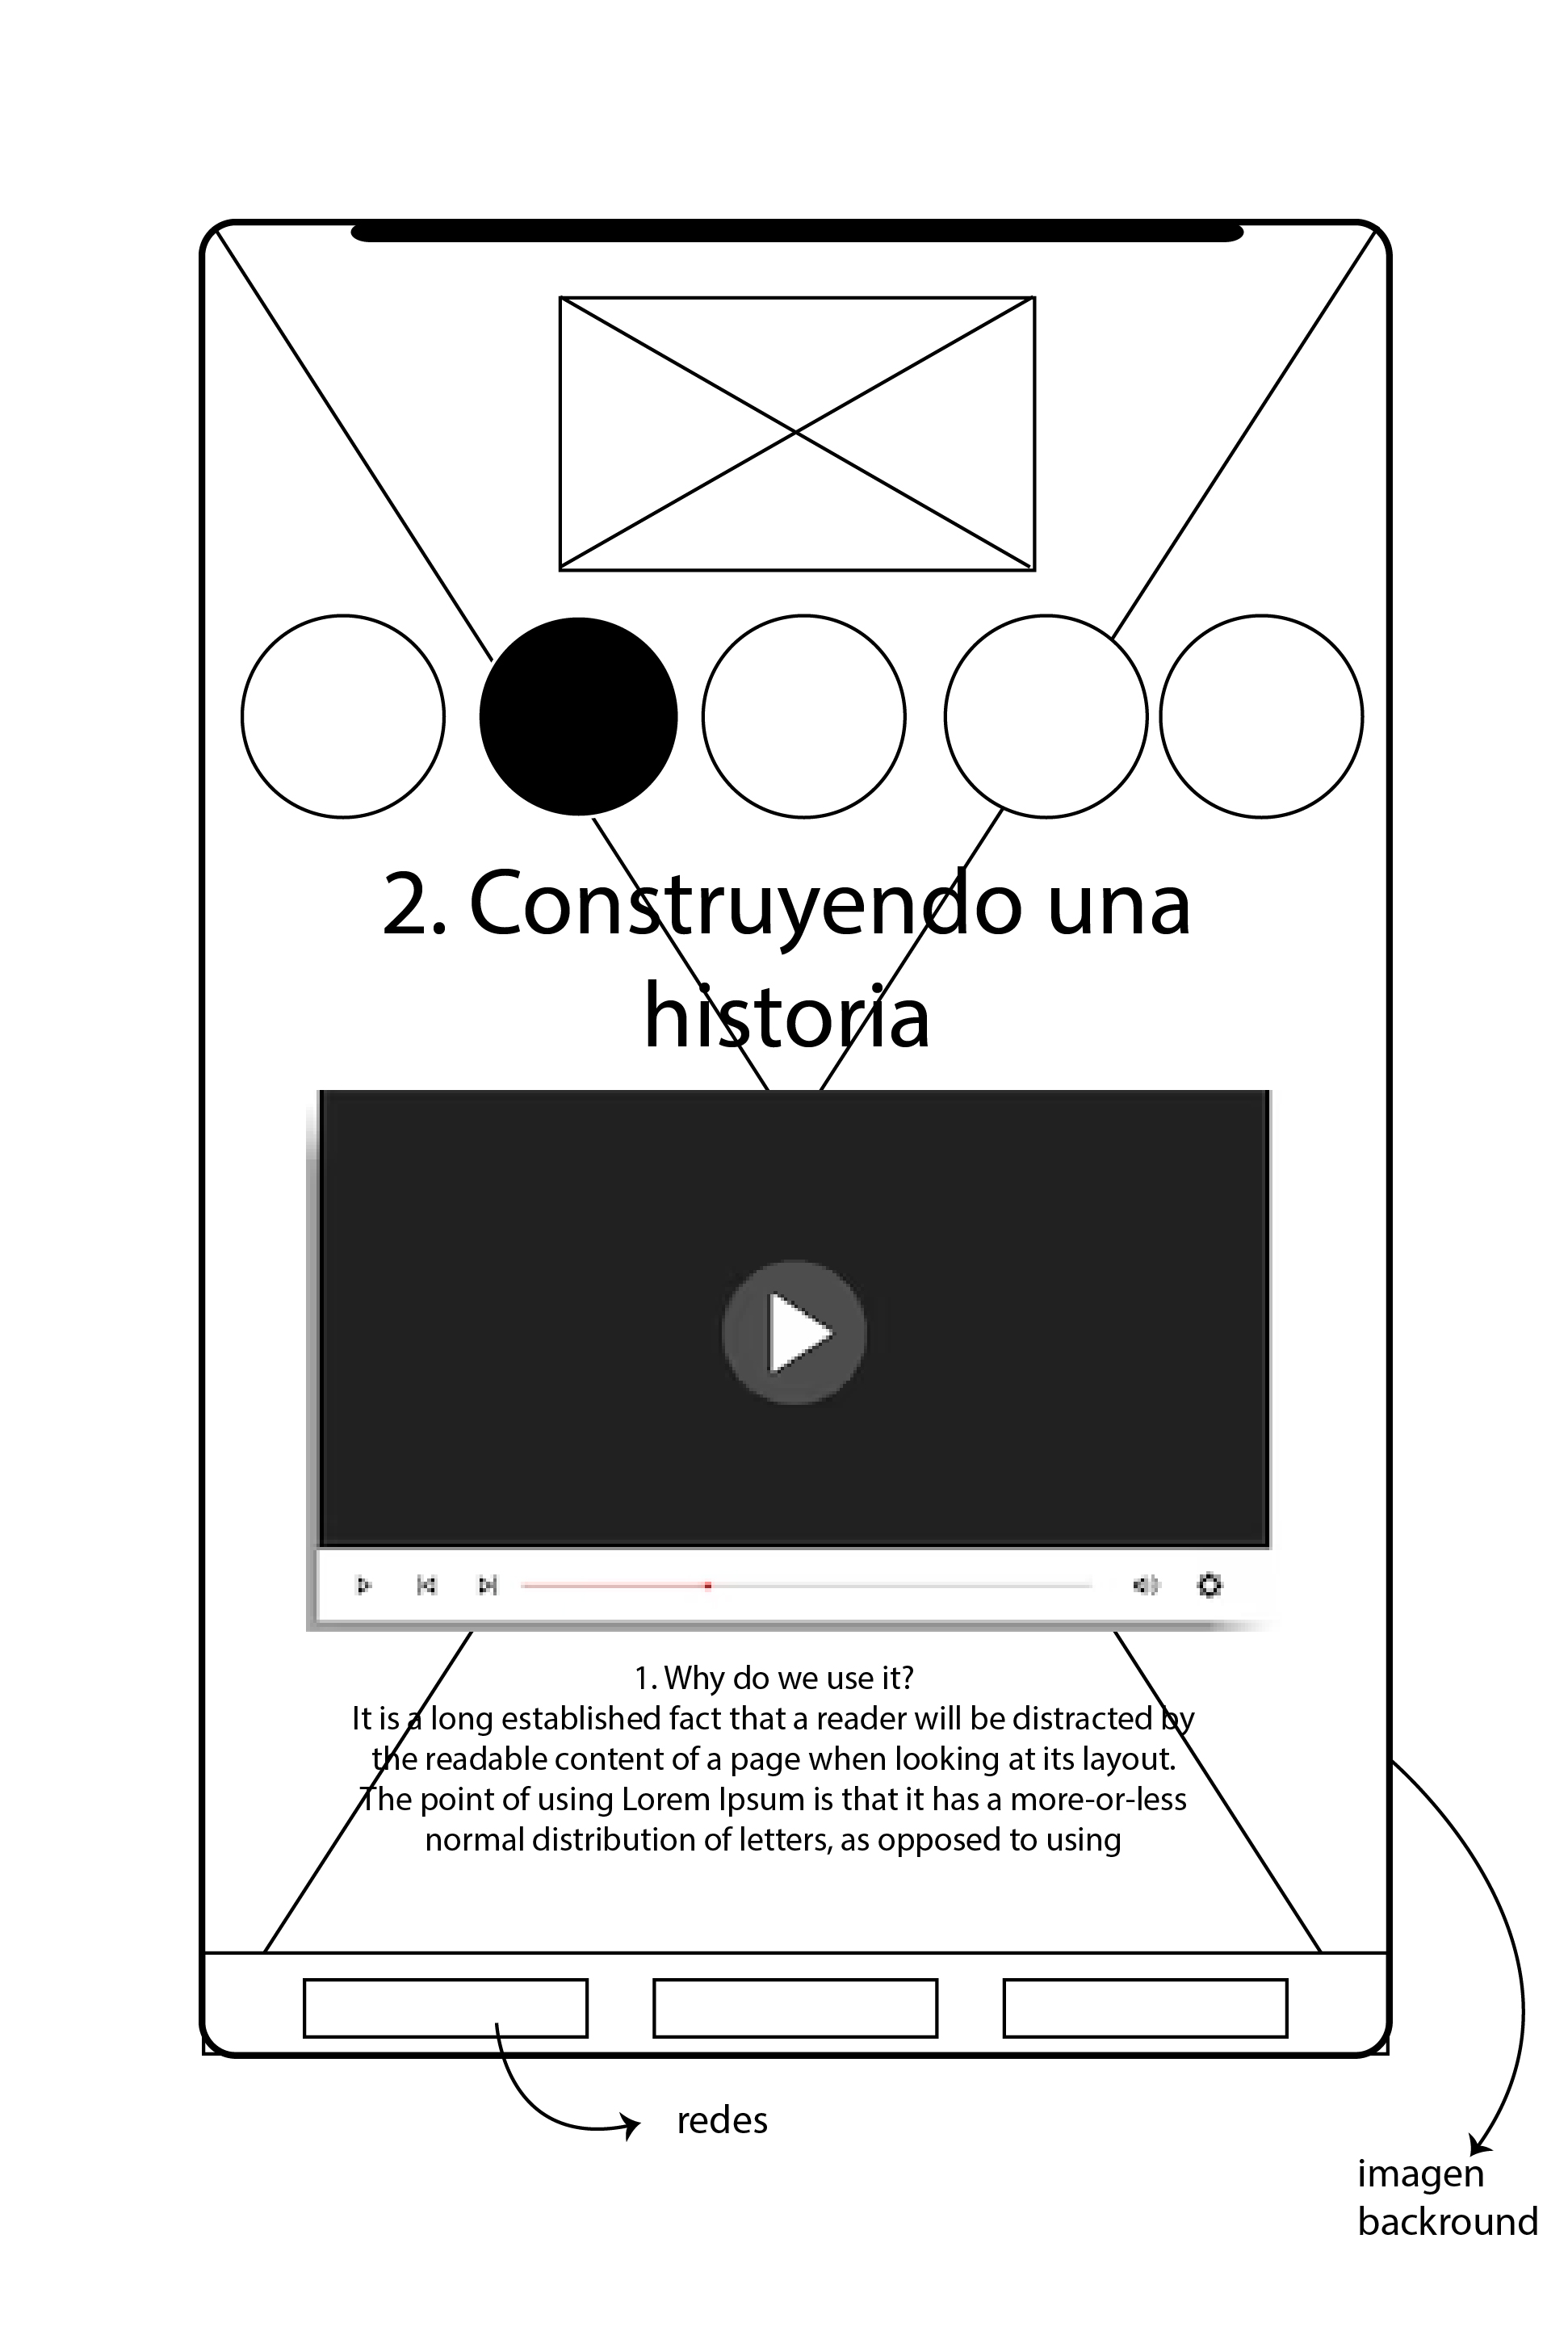 2. Construyendo una
historia
1. Why do we use it?
It is a long established fact that a reader will be distracted by
the readable content of a page when looking at its layout.
The point of using Lorem Ipsum is that it has a more-or-less
normal distribution of letters, as opposed to using
redes
imagen
backround